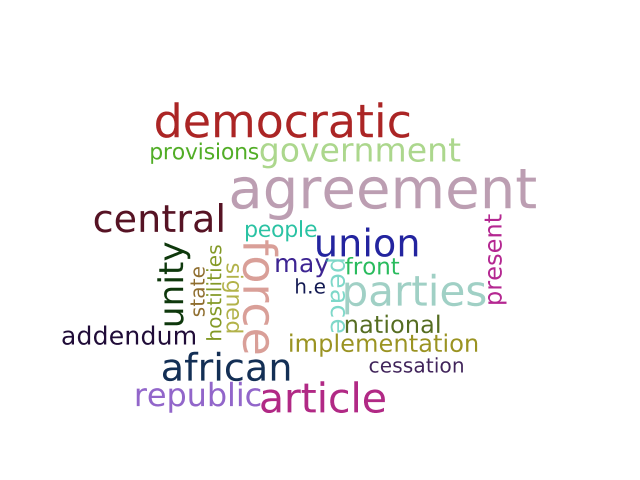 democratic
provisions government
agreement
central
people union
unity
state
hostilities
signed
force
may
h.e
peace
front
parties
present
national
addendum
implementation
african
cessation
republic article